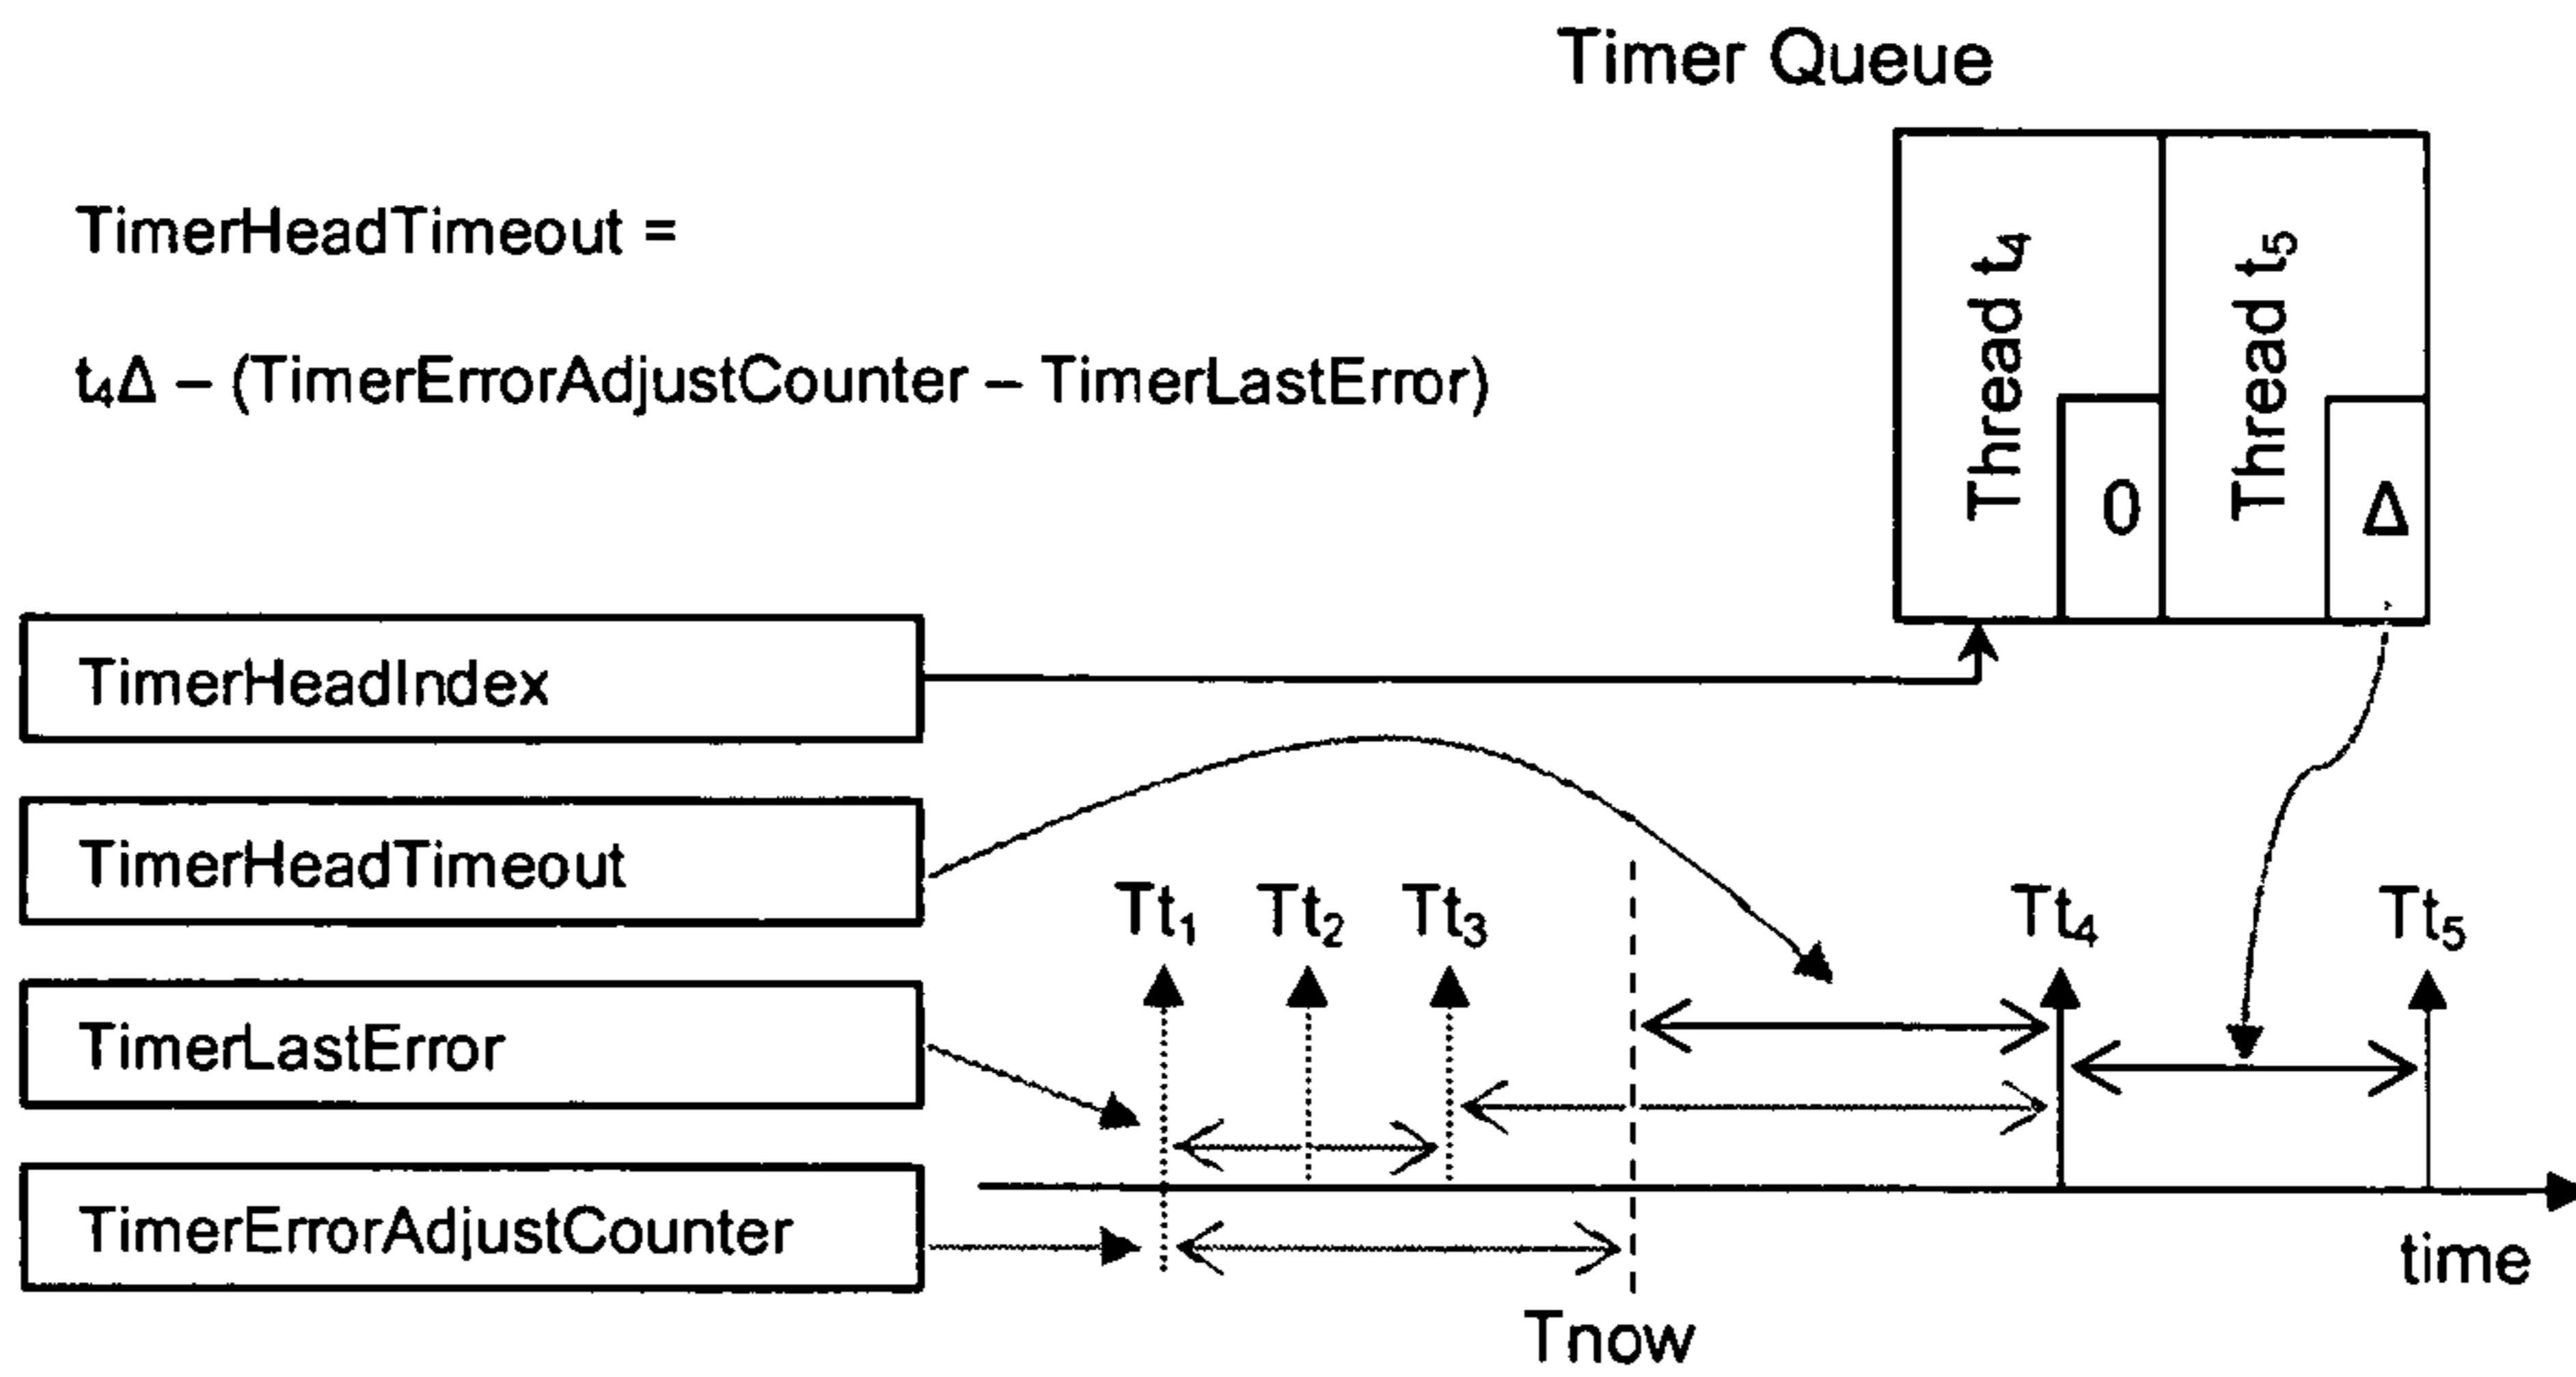 Timer Queue
TimerHeadTimeout =
t₄Δ – (TimerErrorAdjustCounter – TimerLastError)
Thread t₄
0
Thread t₅
Δ
TimerHeadIndex
TimerHeadTimeout
TimerLastError
TimerErrorAdjustCounter
Tt₁ Tt₂ Tt₃ Tt₄ Tt₅
time
Tnow